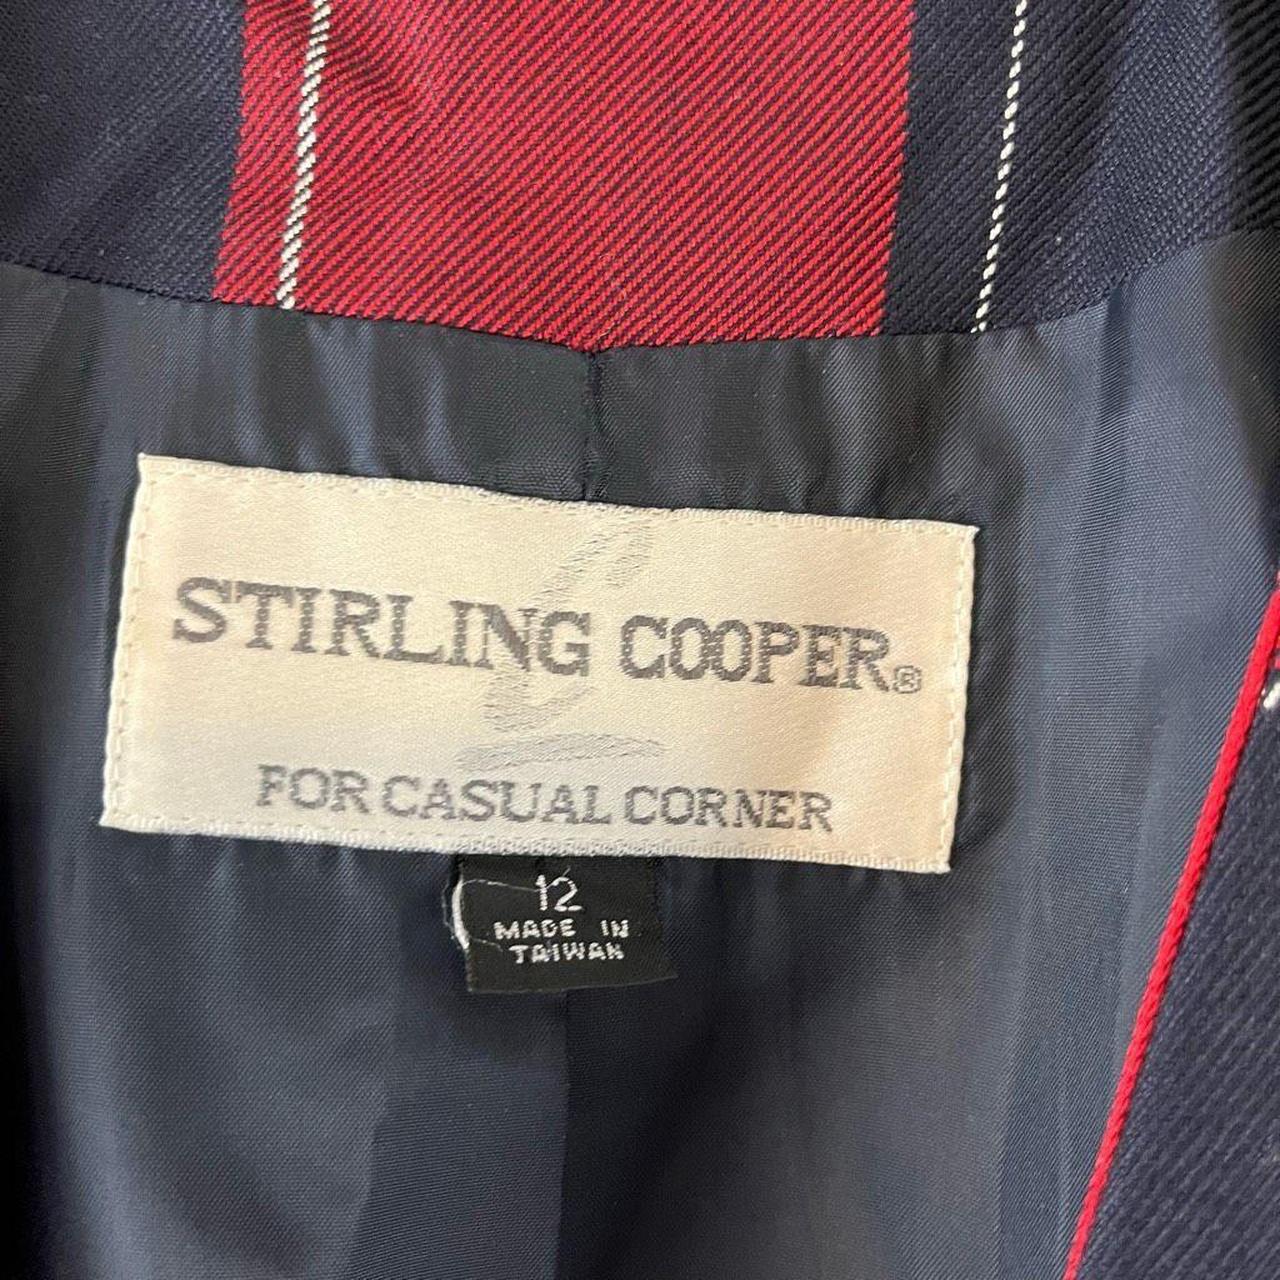 STIRLING COOPER®
FOR CASUAL CORNER
12
MADE IN
TAIWAN